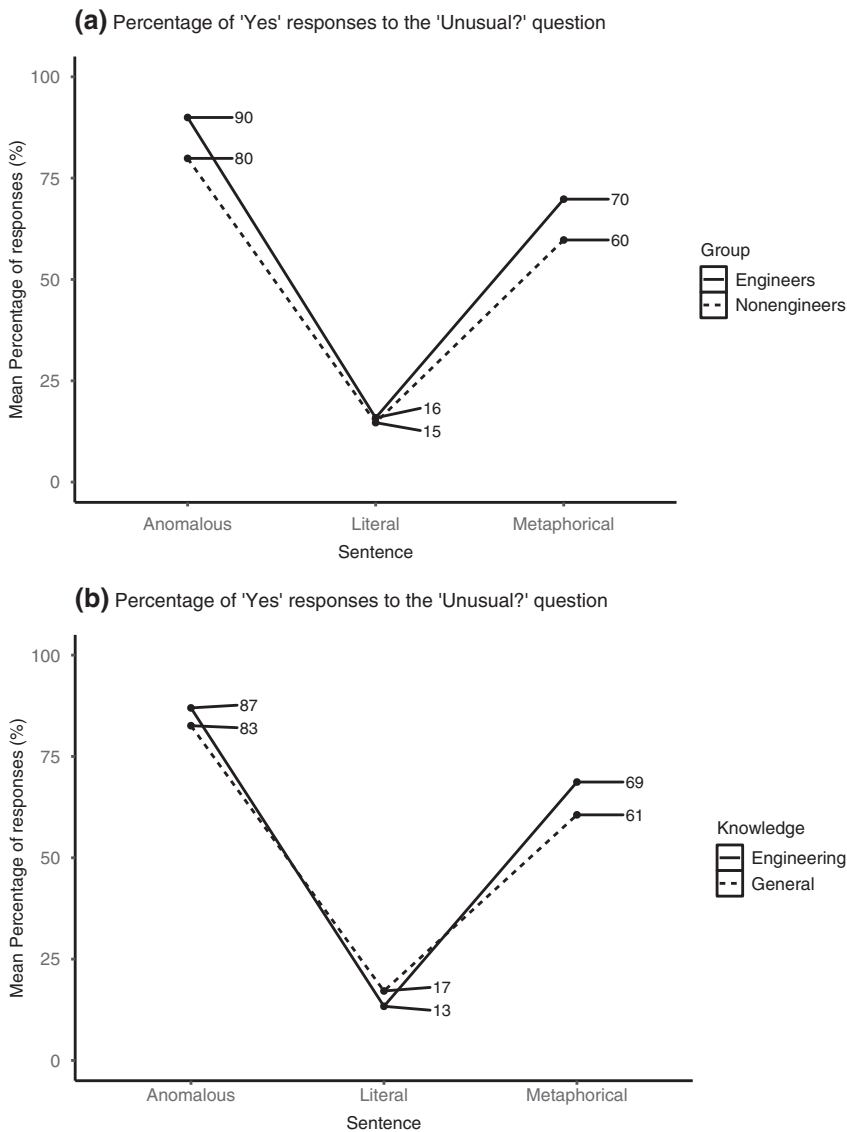 (a) Percentage of 'Yes' responses to the 'Unusual?' question
Mean Percentage of responses (%)
100
75
50
25
0
90
80
16
15
70
60
Anomalous
Literal
Metaphorical
Sentence
Group
Engineers
Nonengineers
(b) Percentage of 'Yes' responses to the 'Unusual?' question
Mean Percentage of responses (%)
100
75
50
25
0
87
83
17
13
69
61
Anomalous
Literal
Metaphorical
Sentence
Knowledge
Engineering
General